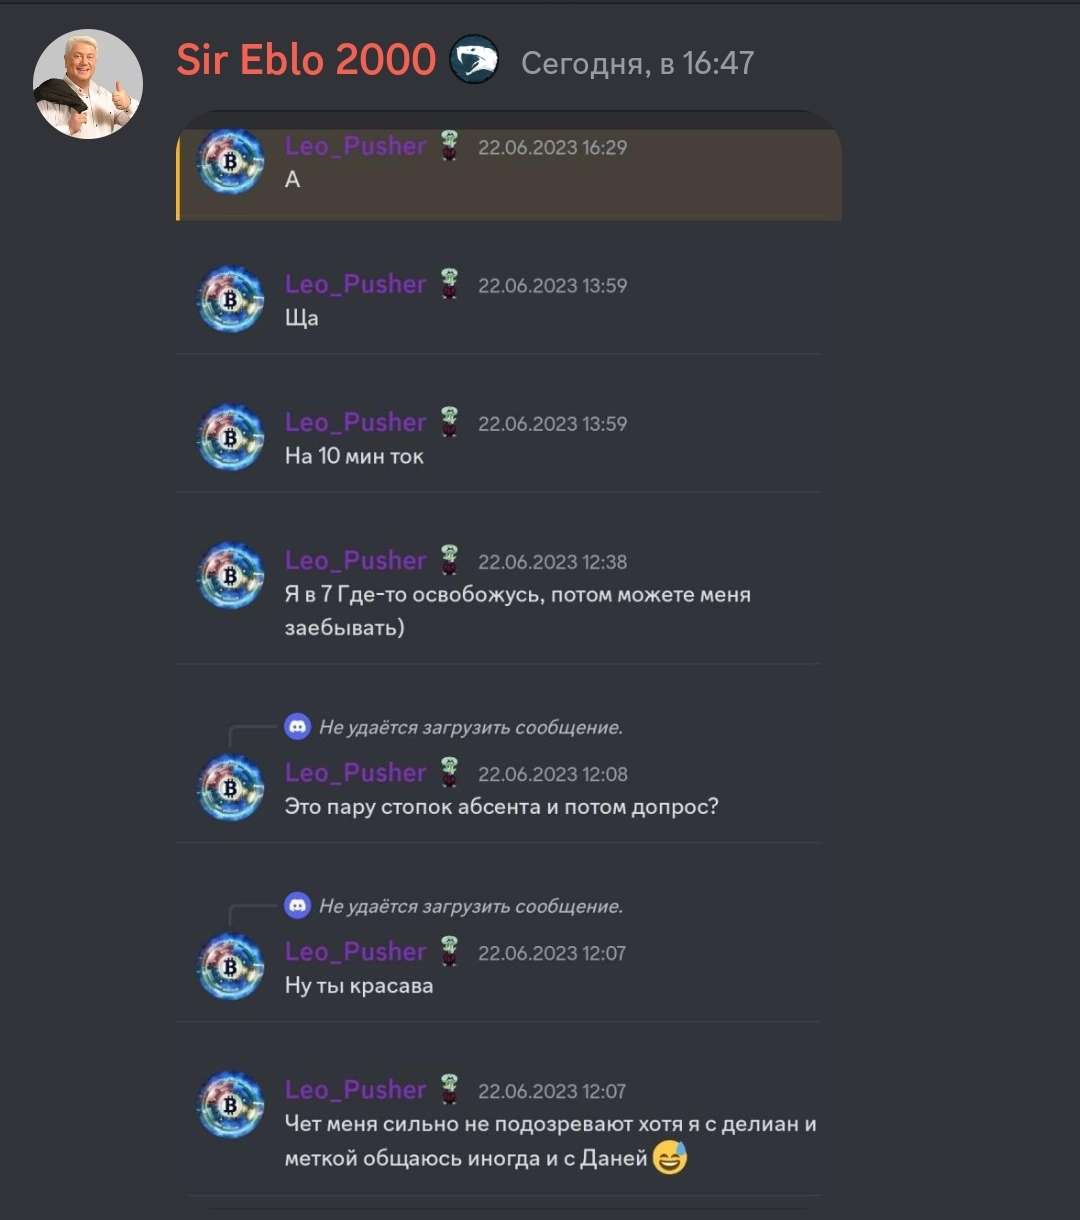 Sir Eblo 2000 Сегодня, в 16:47
Leo_Pusher 22.06.2023 16:29
А
Leo_Pusher 22.06.2023 13:59
Ща
Leo_Pusher 22.06.2023 13:59
На 10 мин ток
Leo_Pusher 22.06.2023 12:38
Я в 7 Где-то освобожусь, потом можете меня
заебывать)
Не удаётся загрузить сообщение.
Leo_Pusher 22.06.2023 12:08
Это пару стопок абсента и потом допрос?
Не удаётся загрузить сообщение.
Leo_Pusher 22.06.2023 12:07
Ну ты красава
Leo_Pusher 22.06.2023 12:07
Чет меня сильно не подозревают хотя я с делиан и
меткой общаюсь иногда и с Даней 😅